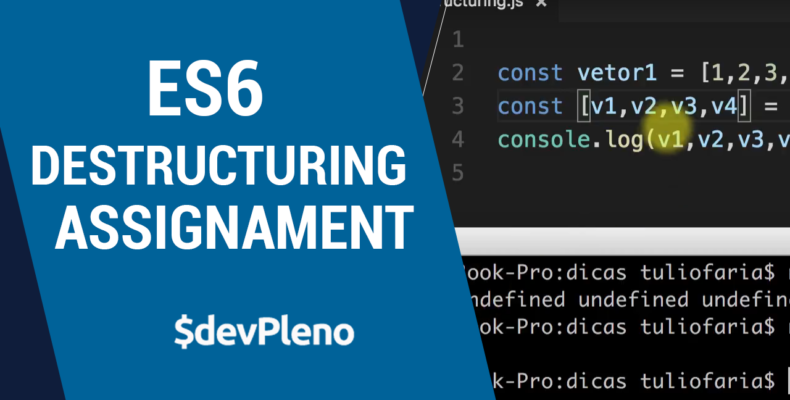 ES6
DESTRUCTURING
ASSIGNAMENT
$devPleno
ucturing.js ×
1
2 const vetor1 = [1,2,3,
3 const [v1,v2,v3,v4] =
4 console.log(v1,v2,v3,v
5
ook-Pro:dicas tuliofaria$
ndefined undefined undefin
ok-Pro:dicas tuliofaria$
k-Pro:dicas tuliofaria$